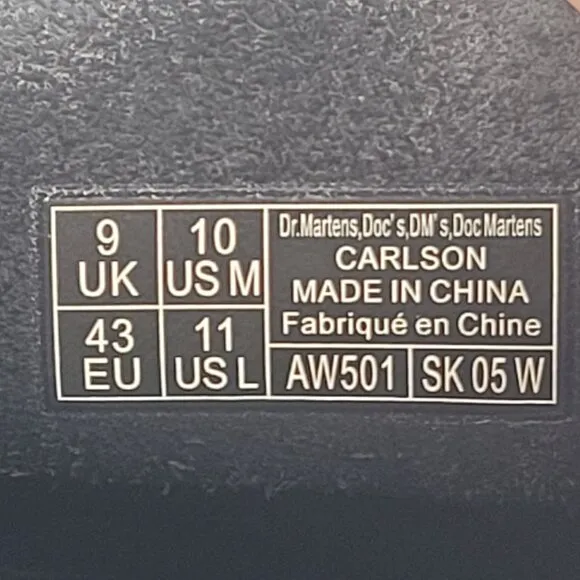 9
UK
10
US M
43
EU
11
US L
Dr.Martens,Doc's,DM's,Doc Martens
CARLSON
MADE IN CHINA
Fabriqué en Chine
AW501
SK 05 W